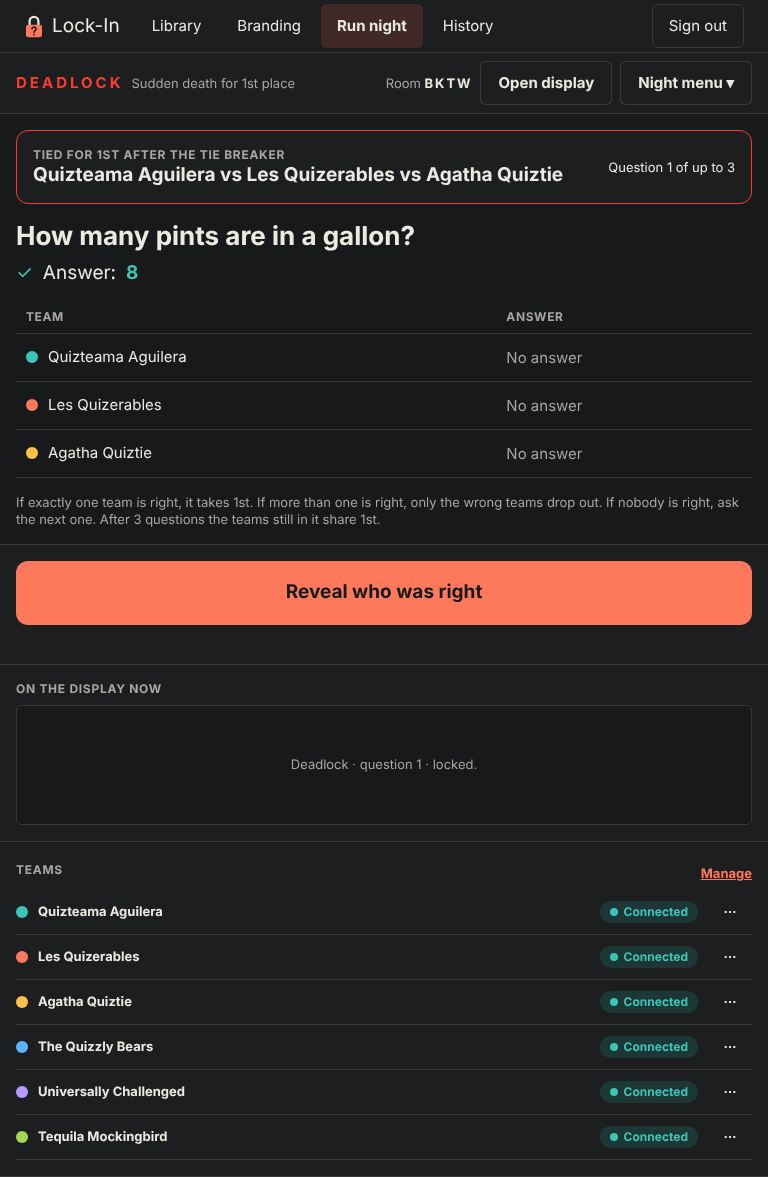 Lock-In Library Branding Run night History Sign out
DEADLOCK Sudden death for 1st place Room BKTW Open display Night menu ▾
TIED FOR 1ST AFTER THE TIE BREAKER
Quizteama Aguilera vs Les Quizerables vs Agatha Quiztie
Question 1 of up to 3
How many pints are in a gallon?
✓ Answer: 8
TEAM ANSWER
Quizteama Aguilera No answer
Les Quizerables No answer
Agatha Quiztie No answer
If exactly one team is right, it takes 1st. If more than one is right, only the wrong teams drop out. If nobody is right, ask
the next one. After 3 questions the teams still in it share 1st.
Reveal who was right
ON THE DISPLAY NOW
Deadlock · question 1 · locked.
TEAMS Manage
Quizteama Aguilera Connected ···
Les Quizerables Connected ···
Agatha Quiztie Connected ···
The Quizzly Bears Connected ···
Universally Challenged Connected ···
Tequila Mockingbird Connected ···